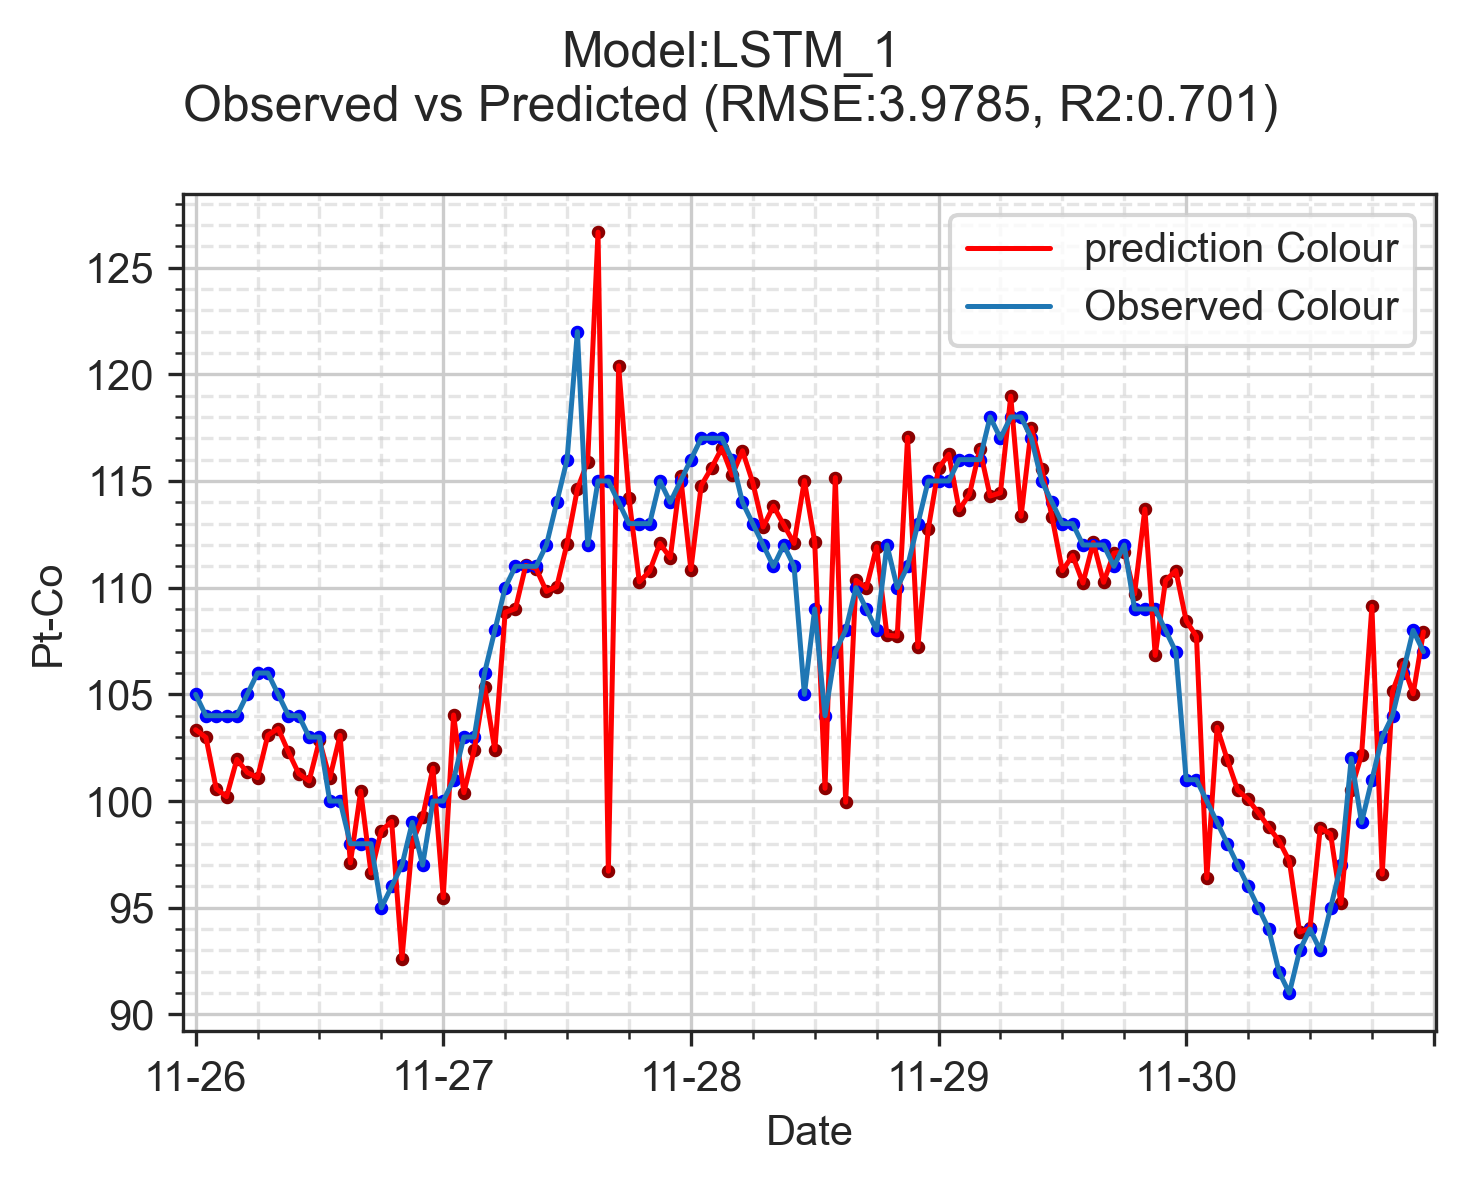 Model:LSTM_1
Observed vs Predicted (RMSE:3.9785, R2:0.701)
prediction Colour
Observed Colour
125
120
115
110
105
100
95
90
Pt-Co
11-26
11-27
11-28
11-29
11-30
Date